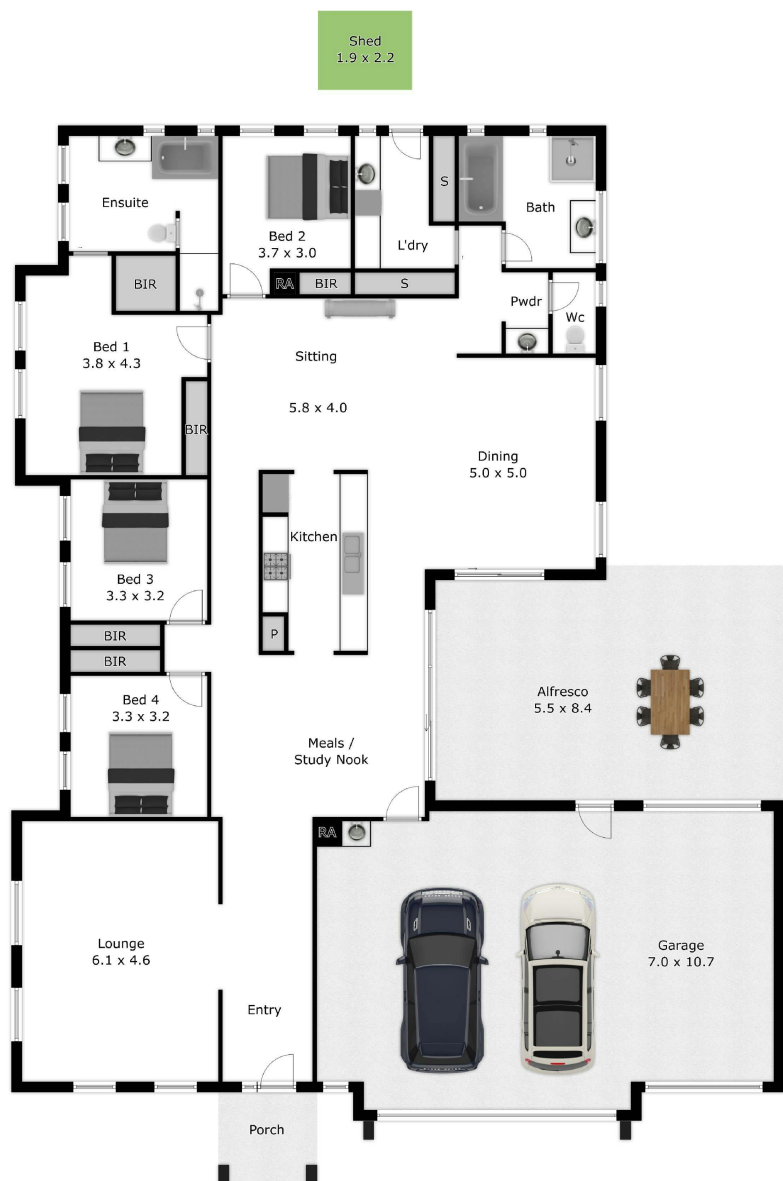 Shed
1.9 x 2.2
Ensuite
Bed 2
3.7 x 3.0
L'dry
S
Bath
BIR
RA
BIR
S
Pwdr
Wc
Bed 1
3.8 x 4.3
Sitting
5.8 x 4.0
BIR
Dining
5.0 x 5.0
Kitchen
Bed 3
3.3 x 3.2
P
BIR
BIR
Bed 4
3.3 x 3.2
Alfresco
5.5 x 8.4
Meals /
Study Nook
RA
Lounge
6.1 x 4.6
Garage
7.0 x 10.7
Entry
Porch